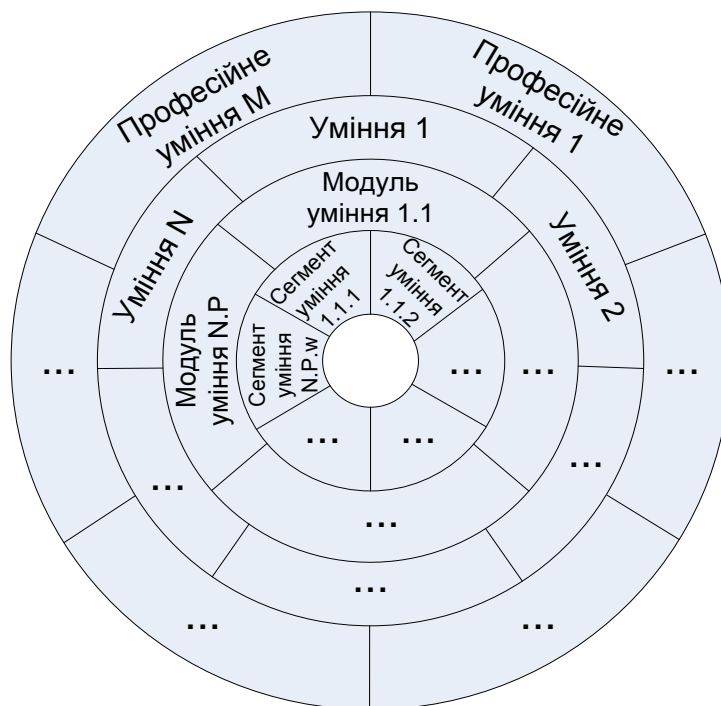 Професійне
уміння M
Професійне
уміння 1
Уміння 1
Уміння N
Уміння 2
Модуль
уміння 1.1
Модуль
уміння N.P
Сегмент
уміння
1.1.1
Сегмент
уміння
1.1.2
Сегмент
уміння
N.P.w
...
...
...
...
...
...
...
...
...
...
...
...